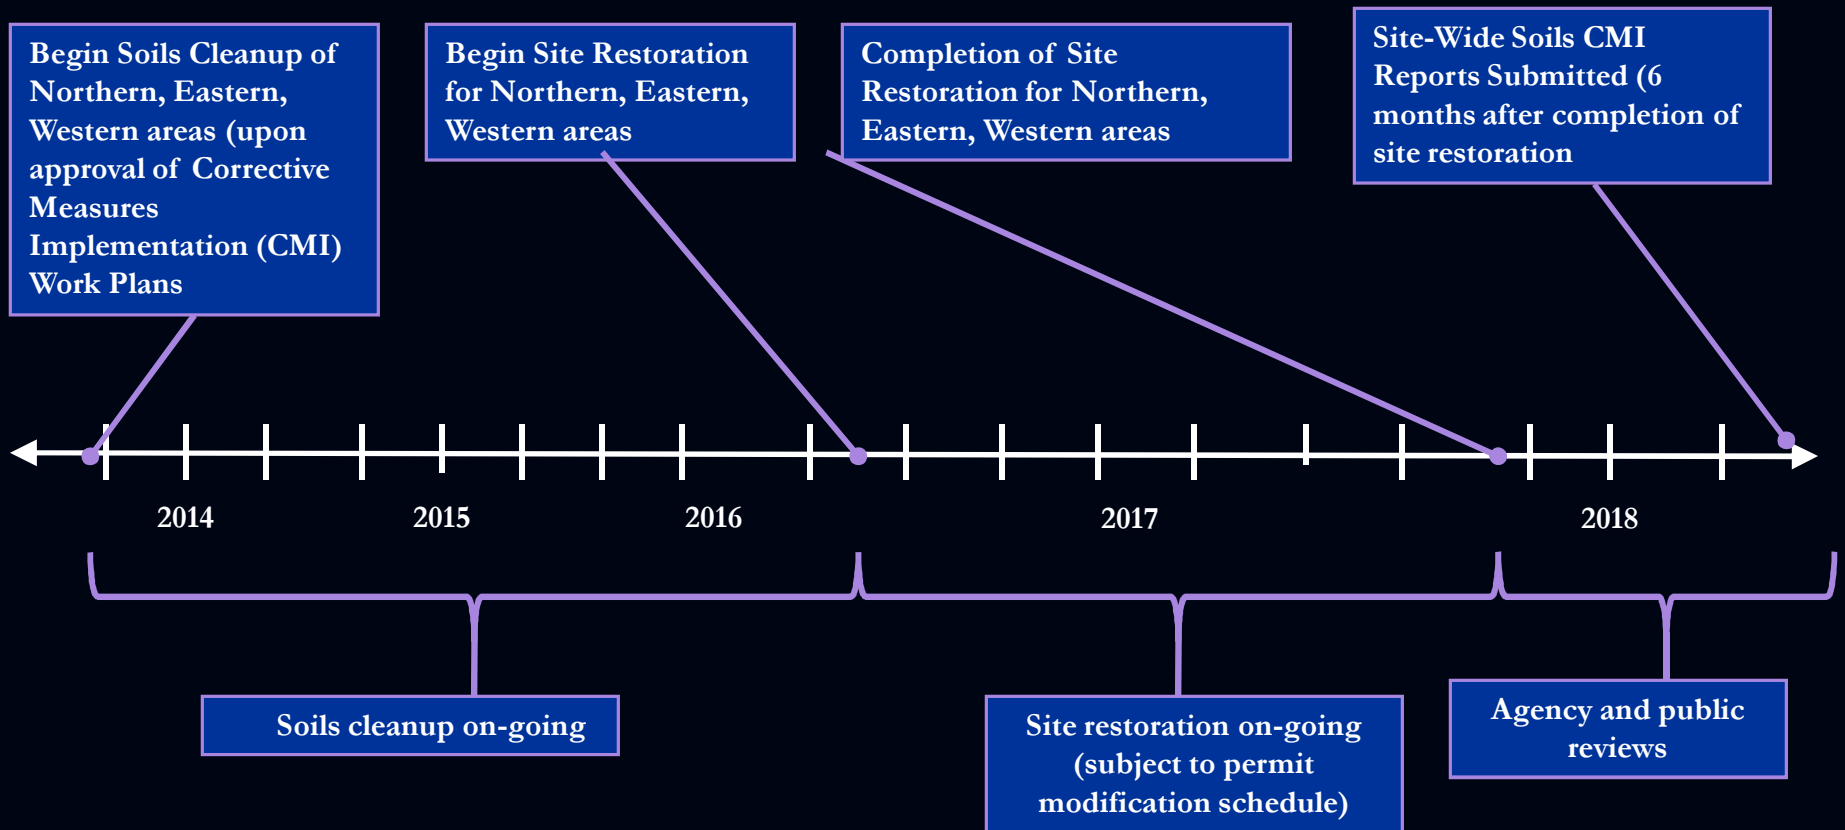 Begin Soils Cleanup of
Northern, Eastern,
Western areas (upon
approval of Corrective
Measures
Implementation (CMI)
Work Plans
Begin Site Restoration
for Northern, Eastern,
Western areas
Completion of Site
Restoration for Northern,
Eastern, Western areas
Site-Wide Soils CMI
Reports Submitted (6
months after completion of
site restoration
2014
2015
2016
2017
2018
Soils cleanup on-going
Site restoration on-going
(subject to permit
modification schedule)
Agency and public
reviews